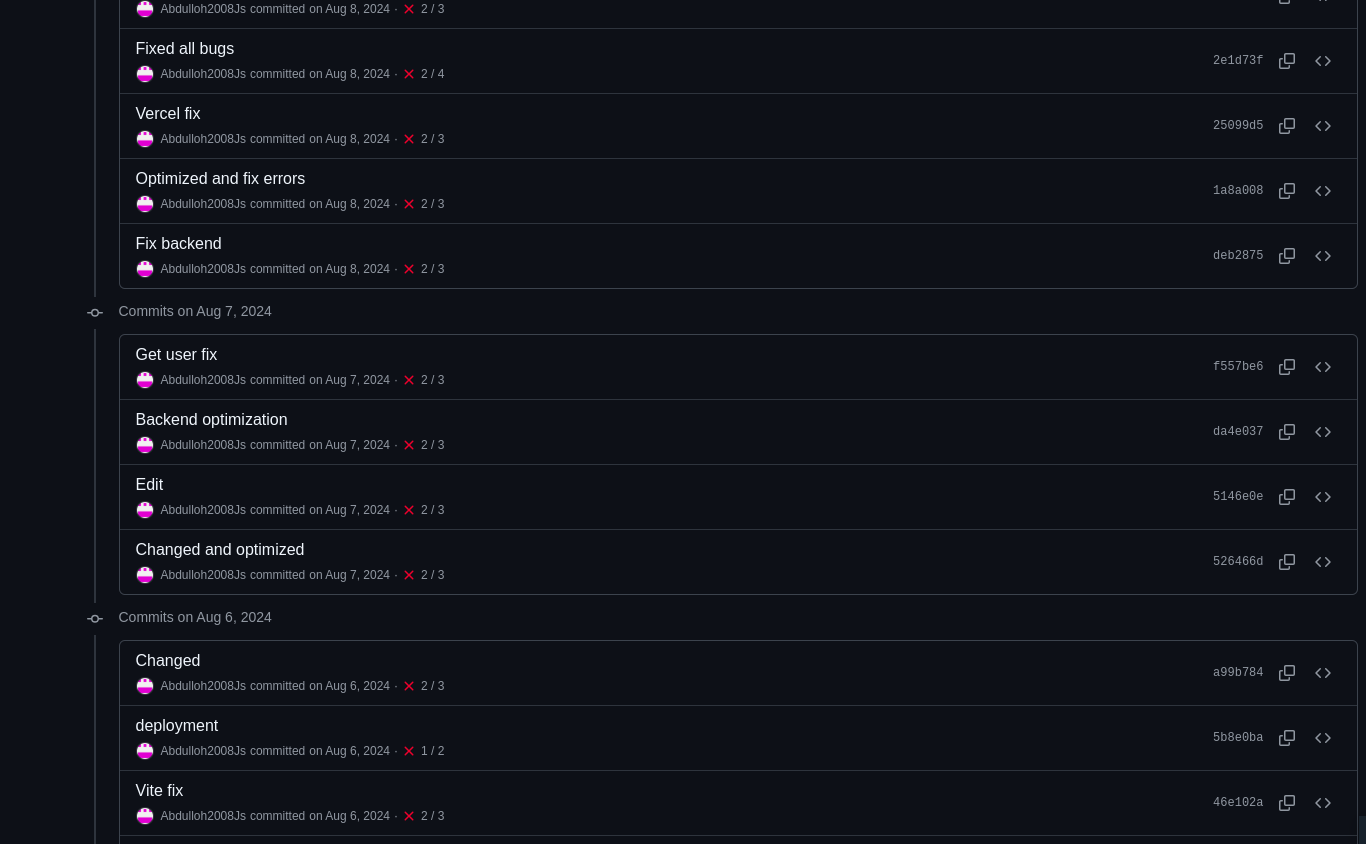 Abdulloh2008Js committed on Aug 8, 2024 · 2 / 3
Fixed all bugs
Abdulloh2008Js committed on Aug 8, 2024 · 2 / 4
2e1d73f
Vercel fix
Abdulloh2008Js committed on Aug 8, 2024 · 2 / 3
25099d5
Optimized and fix errors
Abdulloh2008Js committed on Aug 8, 2024 · 2 / 3
1a8a008
Fix backend
Abdulloh2008Js committed on Aug 8, 2024 · 2 / 3
deb2875
Commits on Aug 7, 2024
Get user fix
Abdulloh2008Js committed on Aug 7, 2024 · 2 / 3
f557be6
Backend optimization
Abdulloh2008Js committed on Aug 7, 2024 · 2 / 3
da4e037
Edit
Abdulloh2008Js committed on Aug 7, 2024 · 2 / 3
5146e0e
Changed and optimized
Abdulloh2008Js committed on Aug 7, 2024 · 2 / 3
526466d
Commits on Aug 6, 2024
Changed
Abdulloh2008Js committed on Aug 6, 2024 · 2 / 3
a99b784
deployment
Abdulloh2008Js committed on Aug 6, 2024 · 1 / 2
5b8e0ba
Vite fix
Abdulloh2008Js committed on Aug 6, 2024 · 2 / 3
46e102a